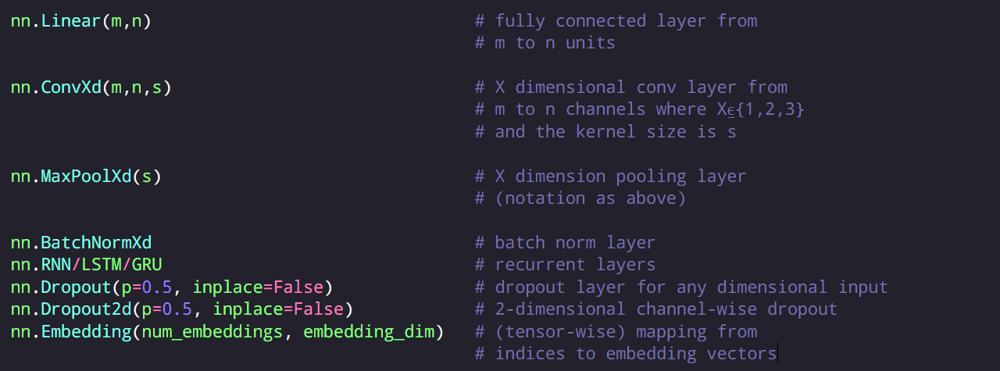 nn.Linear(m,n) # fully connected layer from
# m to n units
nn.ConvXd(m,n,s) # X dimensional conv layer from
# m to n channels where X∈{1,2,3}
# and the kernel size is s
nn.MaxPoolXd(s) # X dimension pooling layer
# (notation as above)
nn.BatchNormXd # batch norm layer
nn.RNN/LSTM/GRU # recurrent layers
nn.Dropout(p=0.5, inplace=False) # dropout layer for any dimensional input
nn.Dropout2d(p=0.5, inplace=False) # 2-dimensional channel-wise dropout
nn.Embedding(num_embeddings, embedding_dim) # (tensor-wise) mapping from
# indices to embedding vectors